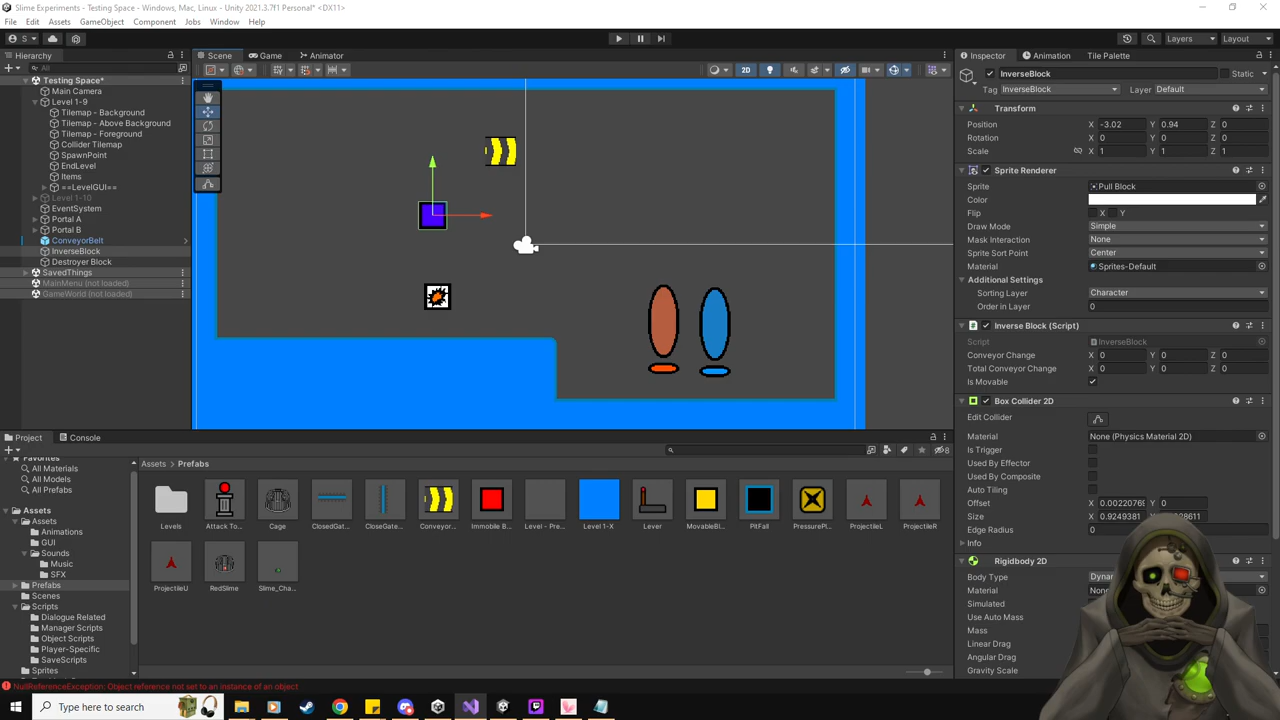 Slime Experiments - Testing Space - Windows, Mac, Linux - Unity 2021.3.7f1 Personal* <DX11>
File Edit Assets GameObject Component Jobs Window Help
S Layers Layout
Hierarchy
All
Testing Space*
Main Camera
Level 1-9
Tilemap - Background
Tilemap - Above Background
Tilemap - Foreground
Collider Tilemap
SpawnPoint
EndLevel
Items
==LevelGUI==
Level 1-10
EventSystem
Portal A
Portal B
ConveyorBelt
InverseBlock
Destroyer Block
SavedThings
MainMenu (not loaded)
GameWorld (not loaded)
Scene Game Animator
2D
Inspector Animation Tile Palette
InverseBlock Static
Tag InverseBlock Layer Default
Transform
Position X -3.02 Y 0.94 Z 0
Rotation X 0 Y 0 Z 0
Scale X 1 Y 1 Z 1
Sprite Renderer
Sprite Pull Block
Color
Flip X Y
Draw Mode Simple
Mask Interaction None
Sprite Sort Point Center
Material Sprites-Default
Additional Settings
Sorting Layer Character
Order in Layer 0
Inverse Block (Script)
Script InverseBlock
Conveyor Change X 0 Y 0 Z 0
Total Conveyor Change X 0 Y 0 Z 0
Is Movable
Box Collider 2D
Edit Collider
Material None (Physics Material 2D)
Is Trigger
Used By Effector
Used By Composite
Auto Tiling
Offset X 0.00220769 Y 0
Size X 0.9249381
Edge Radius 0
Info
Rigidbody 2D
Body Type
Material
Simulated
Use Auto Mass
Mass
Linear Drag
Angular Drag
Gravity Scale
Project Console
8
Favorites
All Materials
All Models
All Prefabs
Assets
Assets
Animations
GUI
Sounds
Music
SFX
Prefabs
Scenes
Scripts
Dialogue Related
Manager Scripts
Object Scripts
Player-Specific
SaveScripts
Sprites
Assets > Prefabs
Levels Attack To... Cage ClosedGat... CloseGate... Conveyor... Immobile B... Level - Pre... Level 1-X Lever MovableBl... PitFall PressurePl... ProjectileL ProjectileR
ProjectileU RedSlime Slime_Cha...
NullReferenceException: Object reference not set to an instance of an object
Type here to search